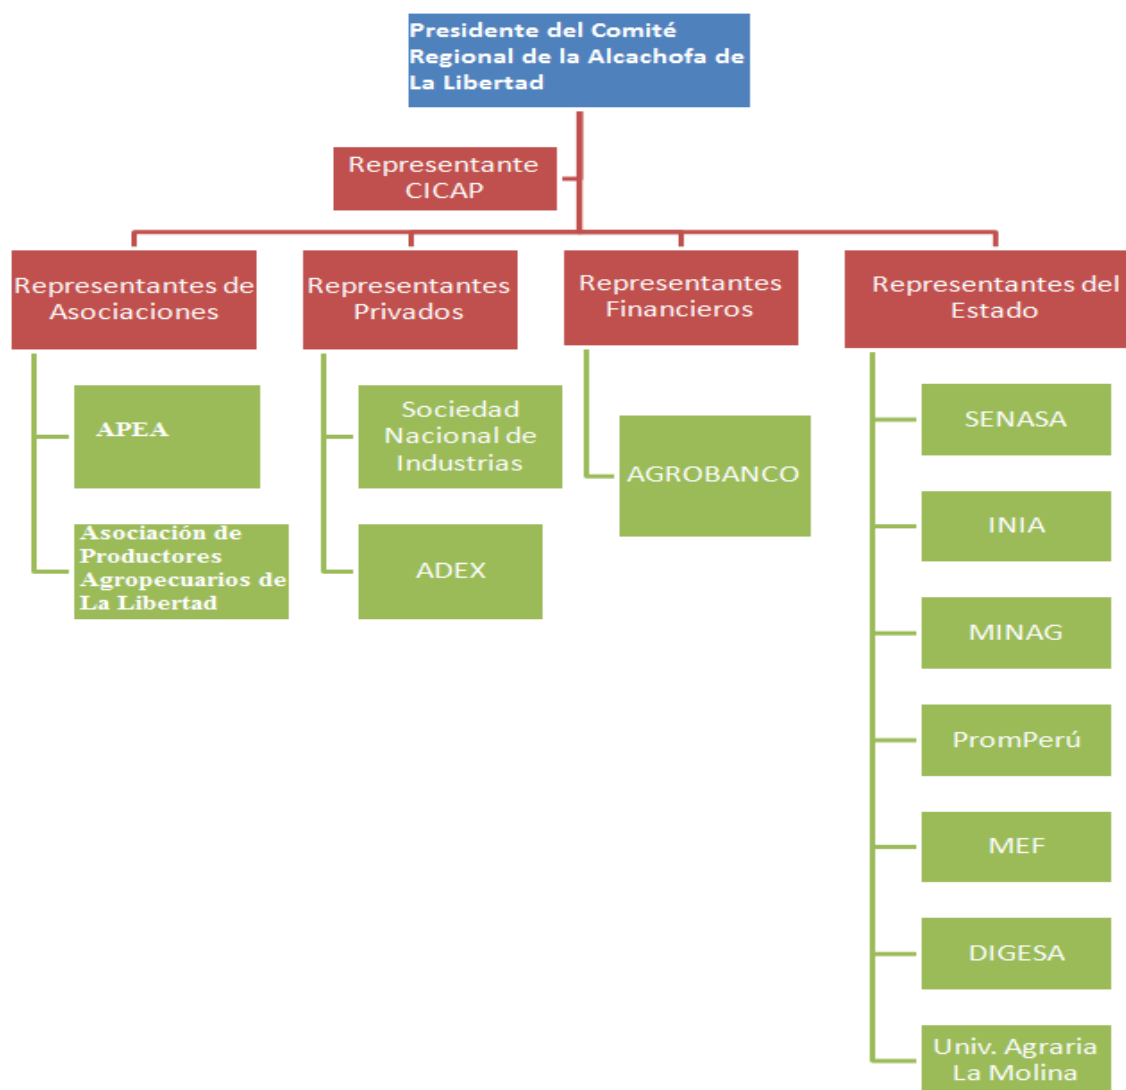 Presidente del Comité
Regional de la Alcachofa de
La Libertad
Representante
CICAP
Representantes de
Asociaciones
Representantes
Privados
Representantes
Financieros
Representantes del
Estado
APEA
Asociación de
Productores
Agropecuarios de
La Libertad
Sociedad
Nacional de
Industrias
ADEX
AGROBANCO
SENASA
INIA
MINAG
PromPerú
MEF
DIGESA
Univ. Agraria
La Molina